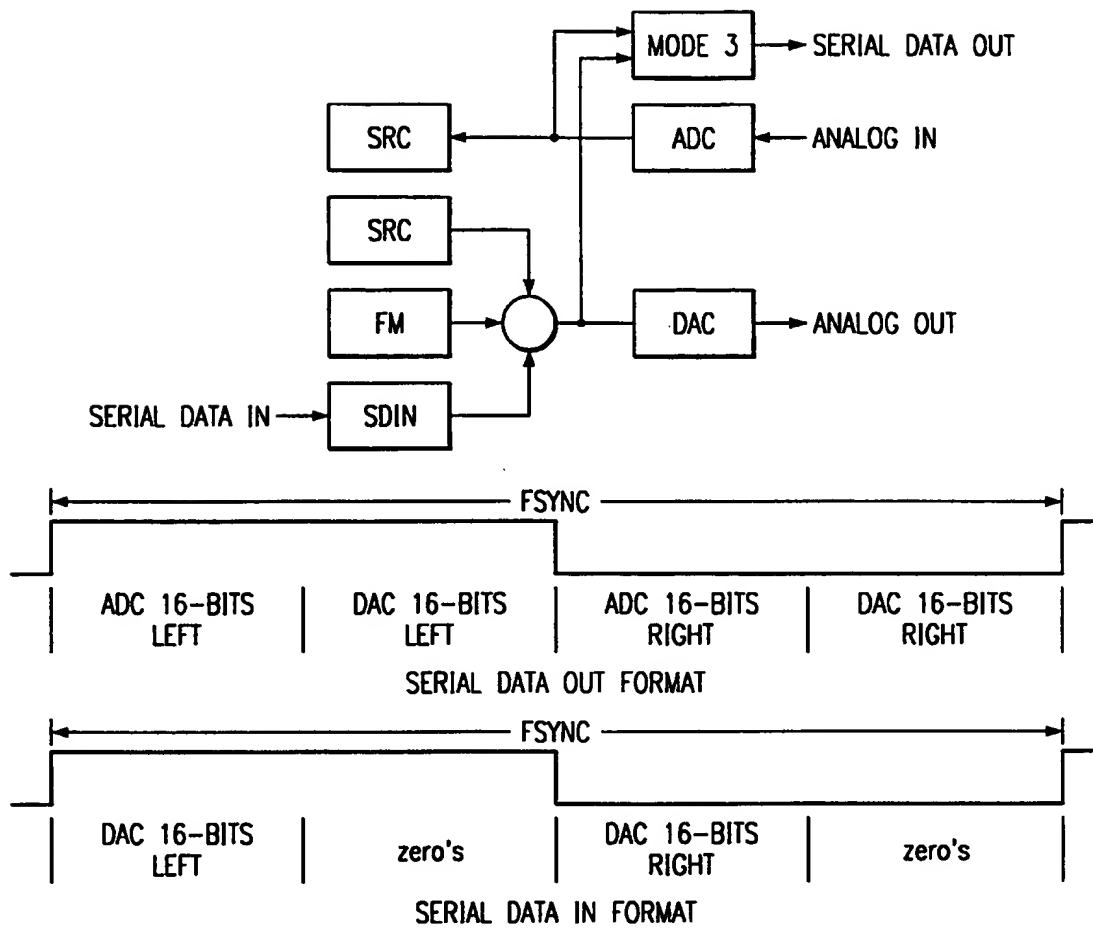 MODE 3
SERIAL DATA OUT
SRC
ADC
ANALOG IN
SRC
FM
DAC
ANALOG OUT
SERIAL DATA IN
SDIN
FSYNC
ADC 16-BITS
LEFT
DAC 16-BITS
LEFT
ADC 16-BITS
RIGHT
DAC 16-BITS
RIGHT
SERIAL DATA OUT FORMAT
FSYNC
DAC 16-BITS
LEFT
zero's
DAC 16-BITS
RIGHT
zero's
SERIAL DATA IN FORMAT